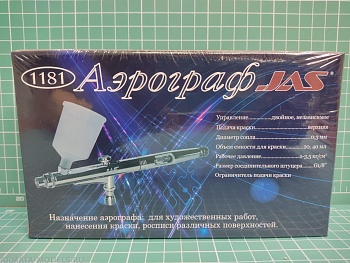 1181 Аэрограф JAS®
Управление двойное, независимое
Подача краски верхняя
Диаметр сопла 0,3 мм
Объем емкости для краски 20; 40 мл
Рабочее давление 1-3,5 кг/см²
Размер соединительного штуцера G1/8"
Ограничитель подачи краски
Назначение аэрографа: для художественных работ,
нанесения краски, росписи различных поверхностей.